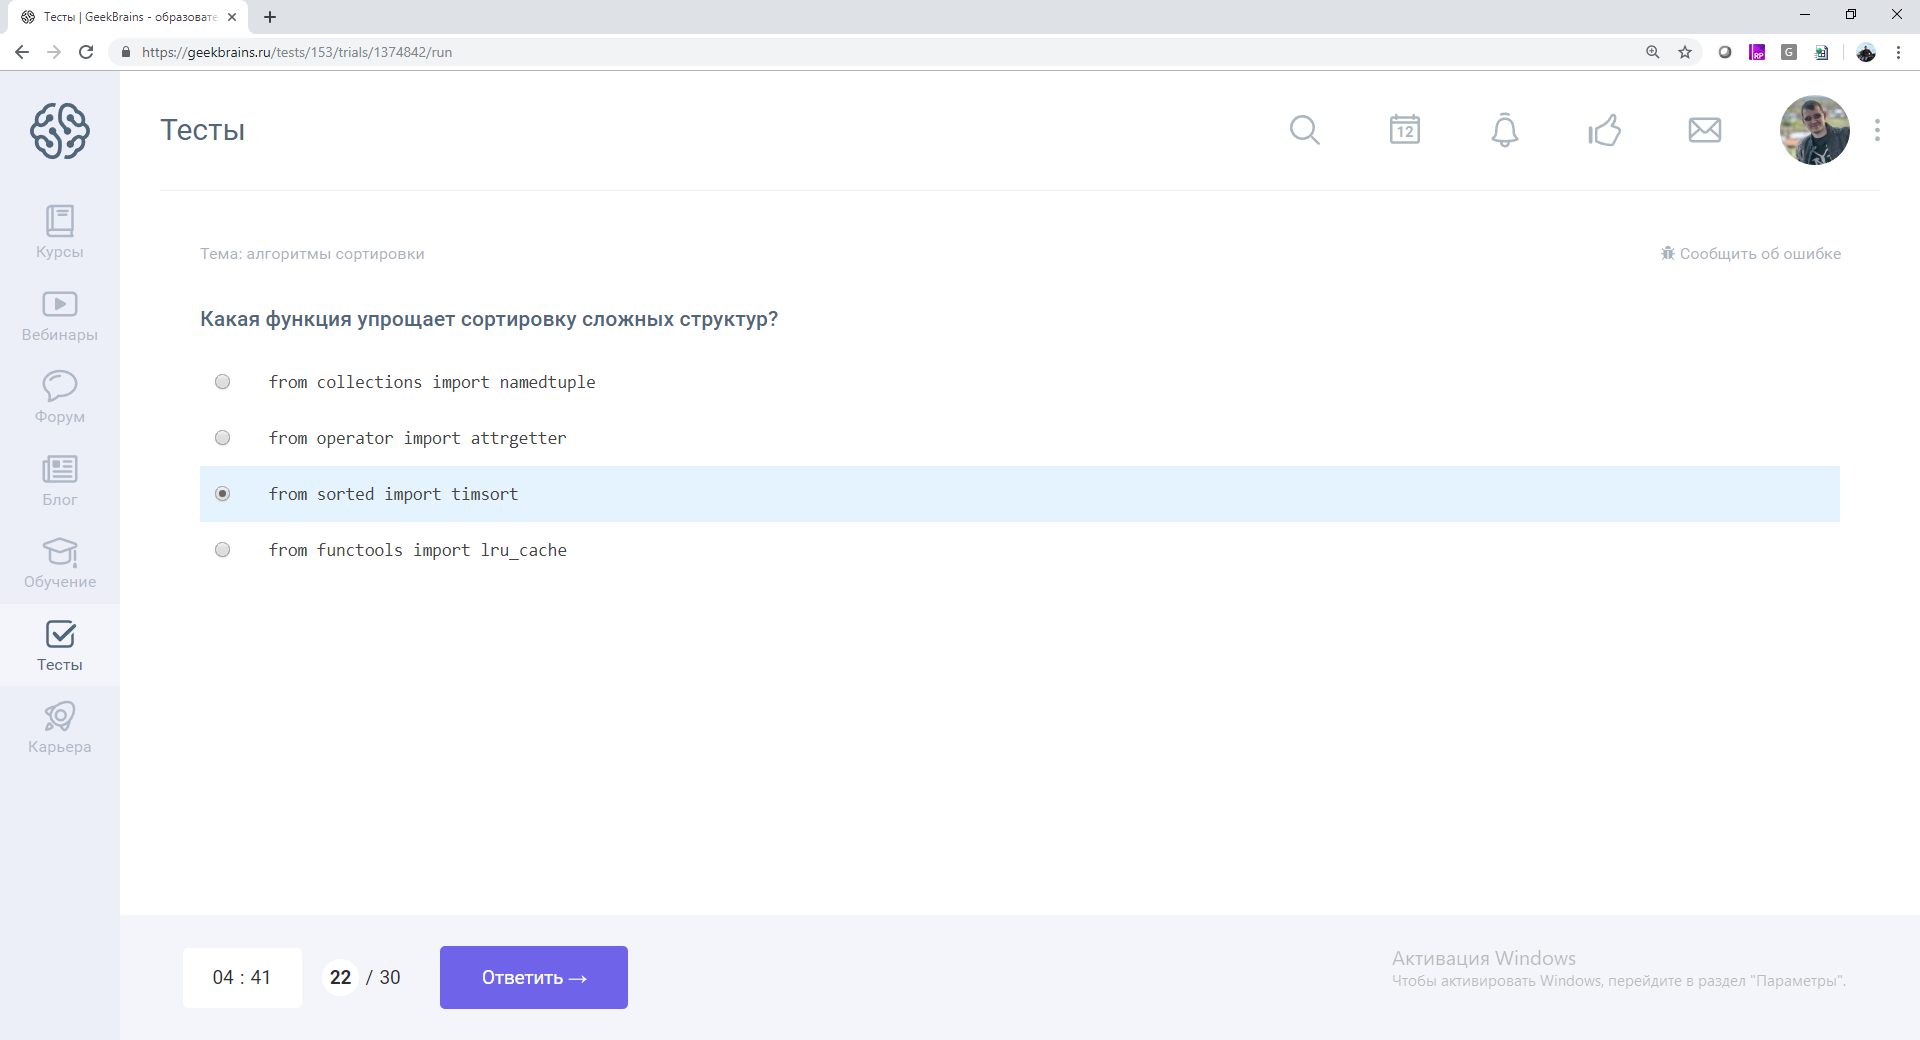 Тесты | GeekBrains - образовате
https://geekbrains.ru/tests/153/trials/1374842/run
RP
G
Тесты
12
Курсы
Вебинары
Форум
Блог
Обучение
Тесты
Карьера
Тема: алгоритмы сортировки
Сообщить об ошибке
Какая функция упрощает сортировку сложных структур?
from collections import namedtuple
from operator import attrgetter
from sorted import timsort
from functools import lru_cache
04 : 41
22 / 30
Ответить →
Активация Windows
Чтобы активировать Windows, перейдите в раздел "Параметры".